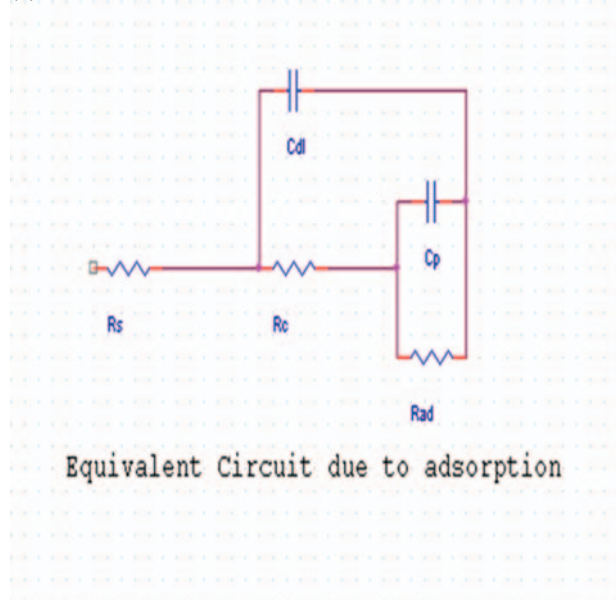 Cdl
Cp
Rs
Rc
Rad
Equivalent Circuit due to adsorption